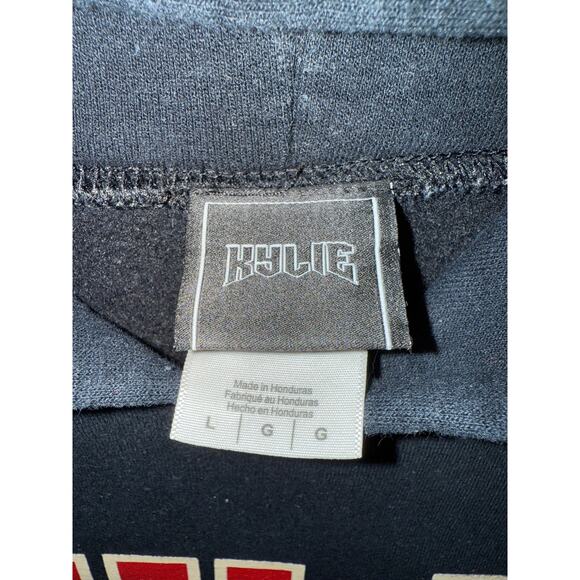 KYLIE
Made in Honduras
Fabriqué au Honduras
Hecho en Honduras
L | G | G